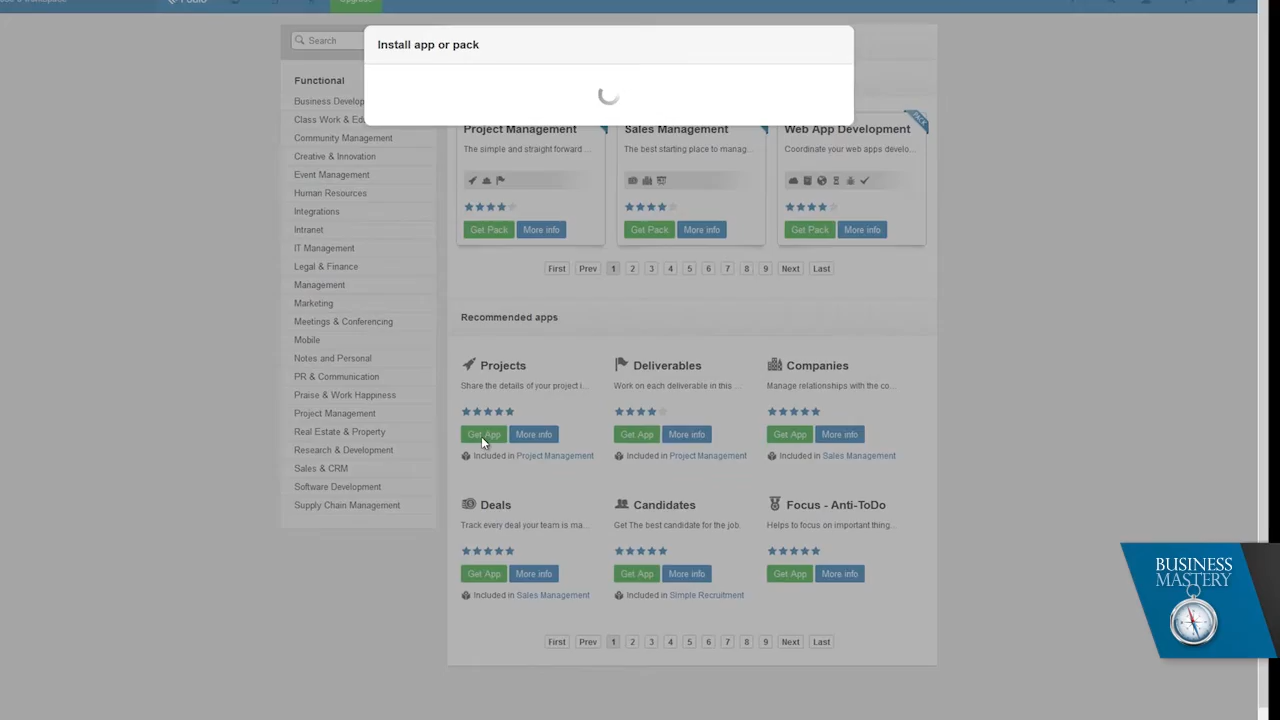 Upgrade
Install app or pack
Search
Functional
Business Develop
Class Work & Ed
Community Management
Creative & Innovation
Event Management
Human Resources
Integrations
Intranet
IT Management
Legal & Finance
Management
Marketing
Meetings & Conferencing
Mobile
Notes and Personal
PR & Communication
Praise & Work Happiness
Project Management
Real Estate & Property
Research & Development
Sales & CRM
Software Development
Supply Chain Management
Project Management
The simple and straight forward ...
Get Pack More info
Sales Management
The best starting place to manag...
Get Pack More info
PACK
Web App Development
Coordinate your web apps develo...
Get Pack More info
First Prev 1 2 3 4 5 6 7 8 9 Next Last
Recommended apps
Projects
Share the details of your project i...
Get App More info
Included in Project Management
Deliverables
Work on each deliverable in this ...
Get App More info
Included in Project Management
Companies
Manage relationships with the co...
Get App More info
Included in Sales Management
Deals
Track every deal your team is ma...
Get App More info
Included in Sales Management
Candidates
Get The best candidate for the job.
Get App More info
Included in Simple Recruitment
Focus - Anti-ToDo
Helps to focus on important thing...
Get App More info
First Prev 1 2 3 4 5 6 7 8 9 Next Last
BUSINESS
MASTERY